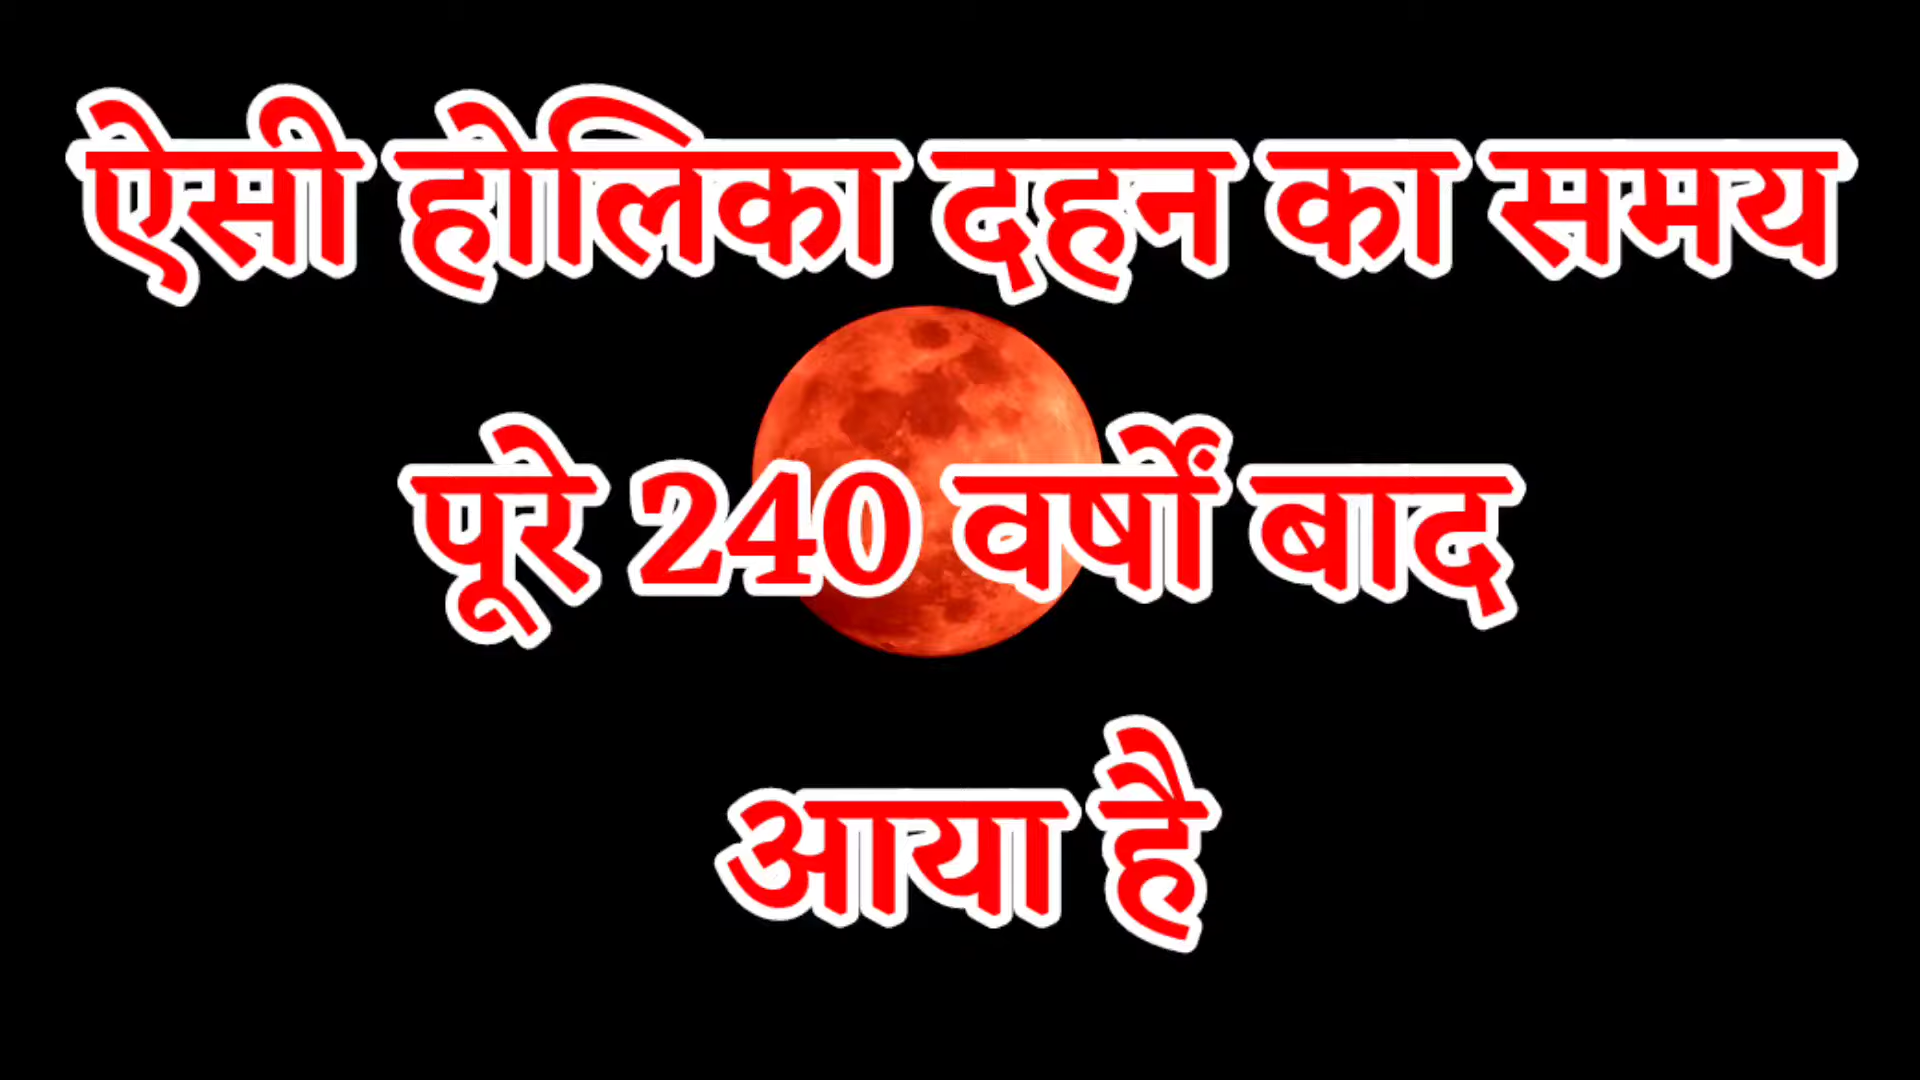 ऐसी होलिका दहन का समय
पूरे 240 वर्षों बाद
आया है